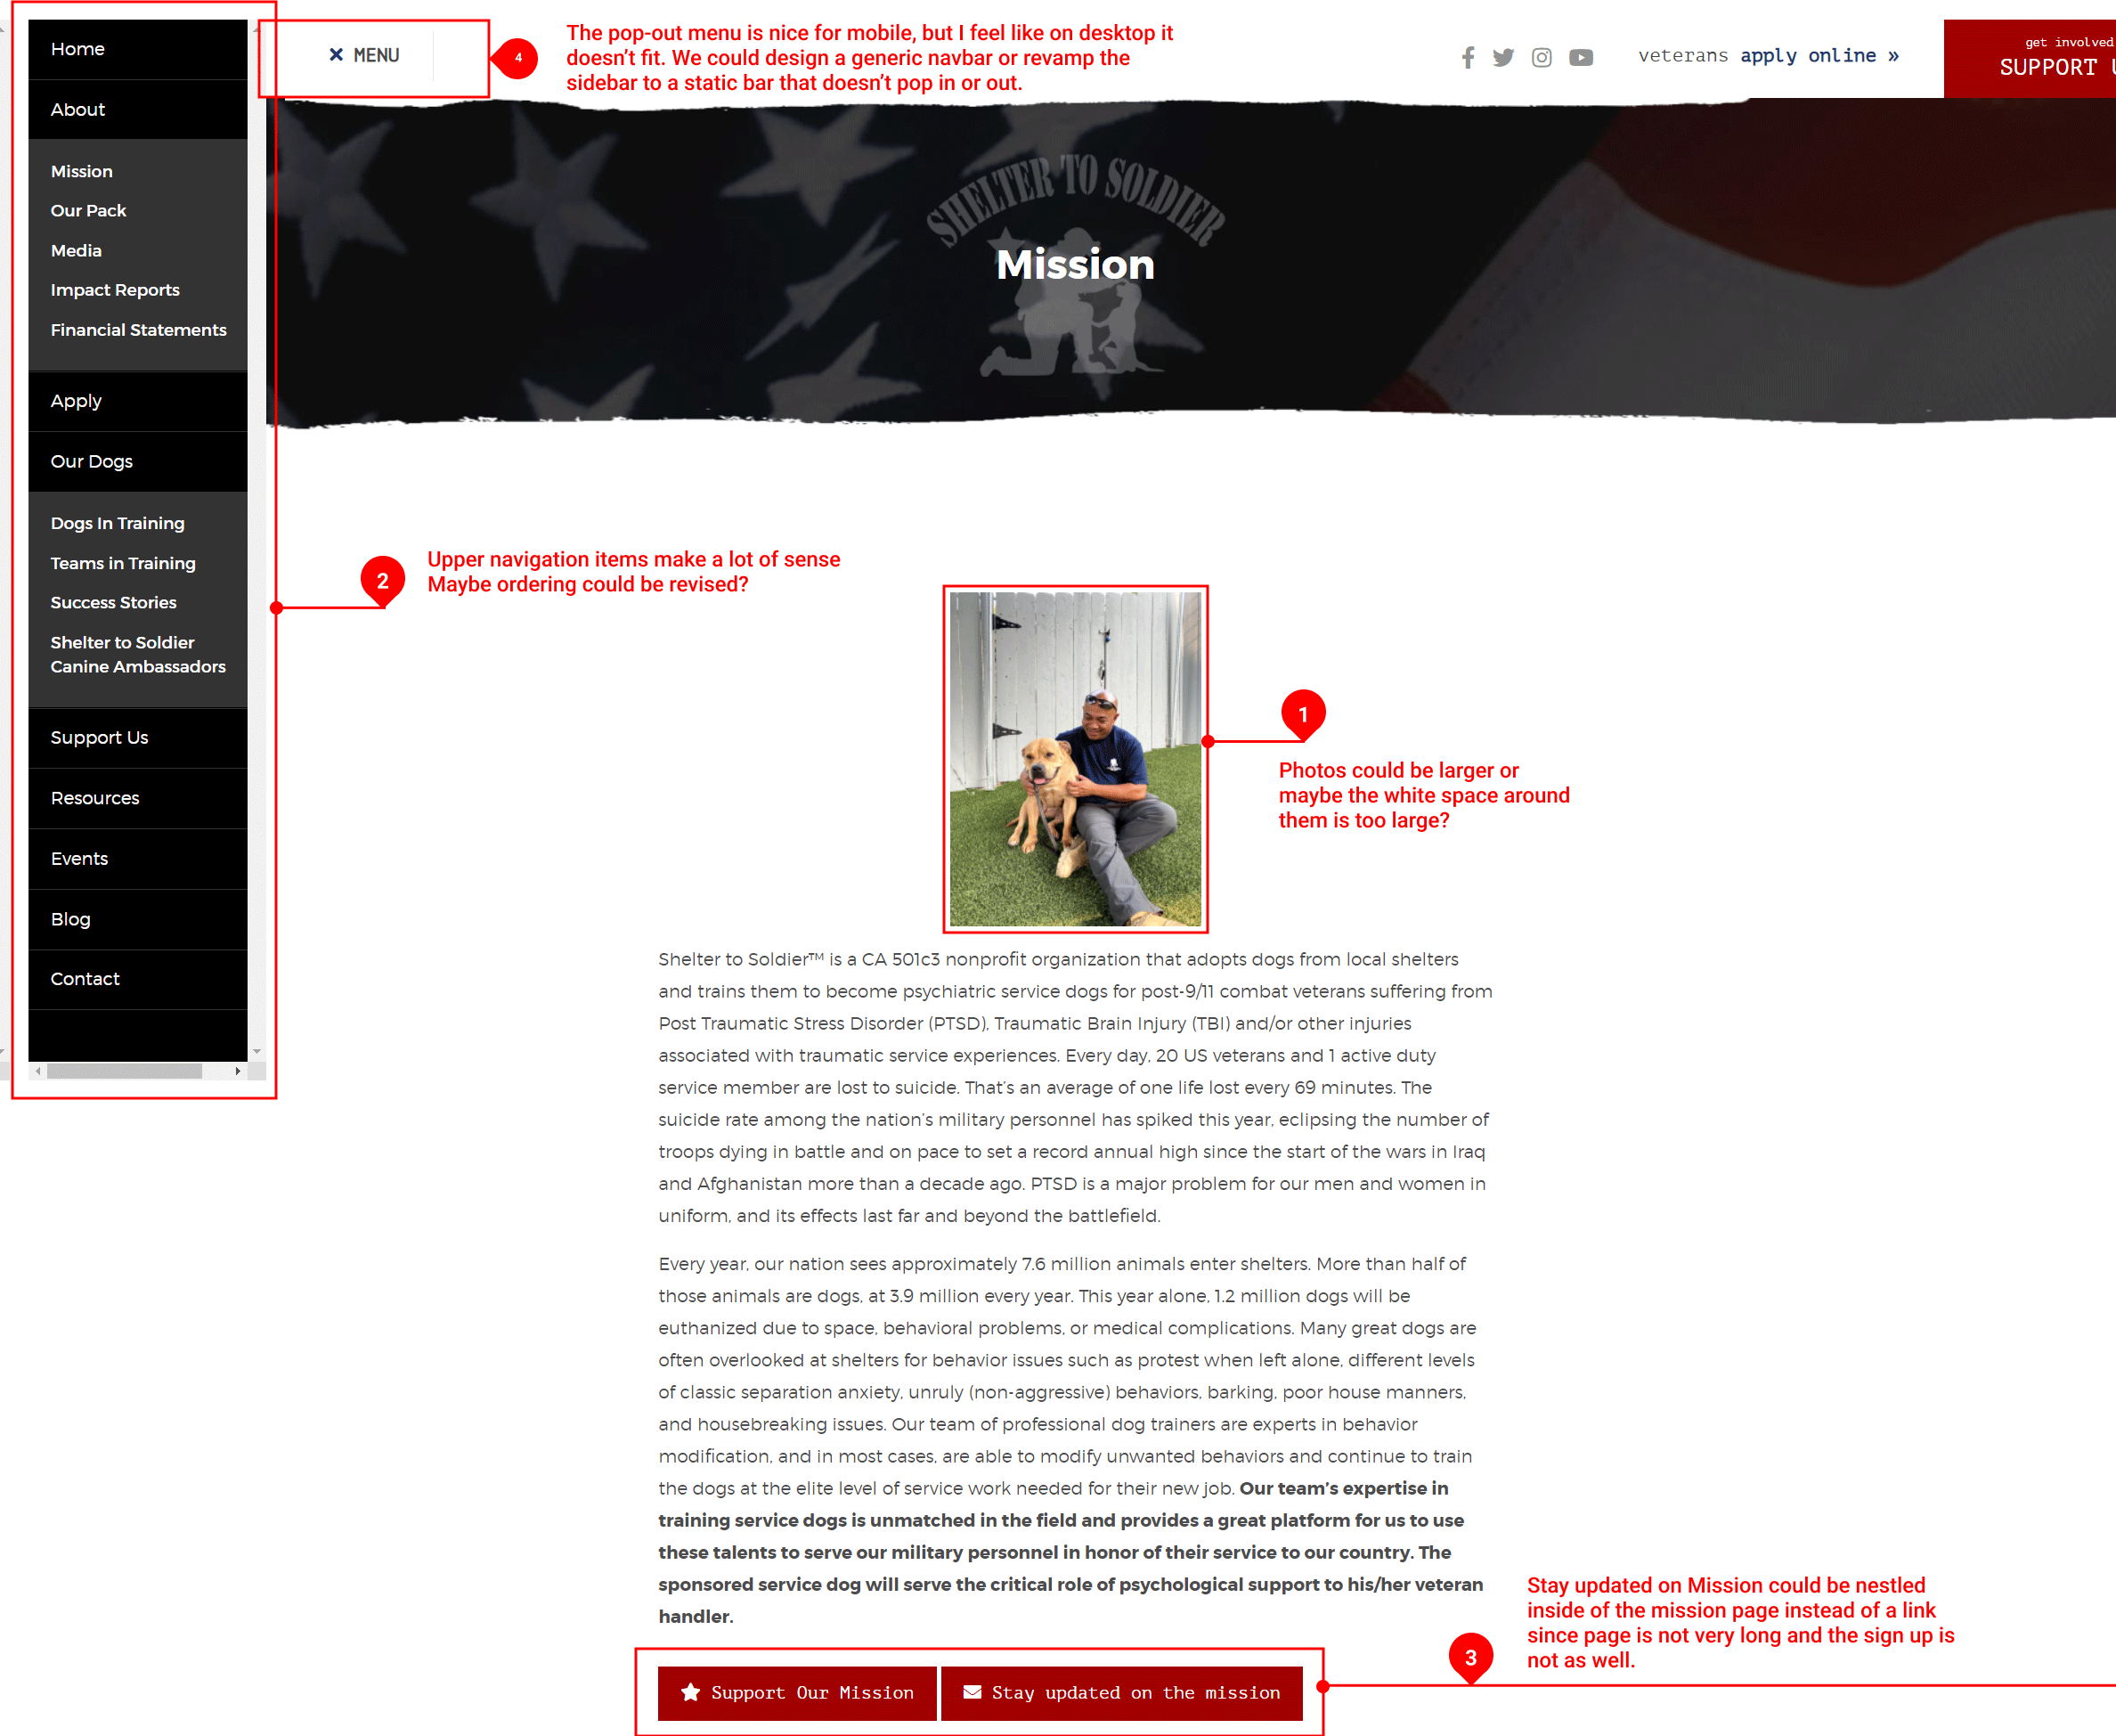 Home
About
Mission
Our Pack
Media
Impact Reports
Financial Statements
Apply
Our Dogs
Dogs In Training
Teams in Training
Success Stories
Shelter to Soldier
Canine Ambassadors
Support Us
Resources
Events
Blog
Contact
MENU
4
The pop-out menu is nice for mobile, but I feel like on desktop it
doesn't fit. We could design a generic navbar or revamp the
sidebar to a static bar that doesn't pop in or out.
veterans apply online »
get involved
SUPPORT
SHELTER TO SOLDIER
Mission
2
Upper navigation items make a lot of sense
Maybe ordering could be revised?
1
Photos could be larger or
maybe the white space around
them is too large?
Shelter to Soldier™ is a CA 501c3 nonprofit organization that adopts dogs from local shelters
and trains them to become psychiatric service dogs for post-9/11 combat veterans suffering from
Post Traumatic Stress Disorder (PTSD), Traumatic Brain Injury (TBI) and/or other injuries
associated with traumatic service experiences. Every day, 20 US veterans and 1 active duty
service member are lost to suicide. That's an average of one life lost every 69 minutes. The
suicide rate among the nation's military personnel has spiked this year, eclipsing the number of
troops dying in battle and on pace to set a record annual high since the start of the wars in Iraq
and Afghanistan more than a decade ago. PTSD is a major problem for our men and women in
uniform, and its effects last far and beyond the battlefield.
Every year, our nation sees approximately 7.6 million animals enter shelters. More than half of
those animals are dogs, at 3.9 million every year. This year alone, 1.2 million dogs will be
euthanized due to space, behavioral problems, or medical complications. Many great dogs are
often overlooked at shelters for behavior issues such as protest when left alone, different levels
of classic separation anxiety, unruly (non-aggressive) behaviors, barking, poor house manners,
and housebreaking issues. Our team of professional dog trainers are experts in behavior
modification, and in most cases, are able to modify unwanted behaviors and continue to train
the dogs at the elite level of service work needed for their new job. Our team's expertise in
training service dogs is unmatched in the field and provides a great platform for us to use
these talents to serve our military personnel in honor of their service to our country. The
sponsored service dog will serve the critical role of psychological support to his/her veteran
handler.
Support Our Mission
Stay updated on the mission
3
Stay updated on Mission could be nestled
inside of the mission page instead of a link
since page is not very long and the sign up is
not as well.